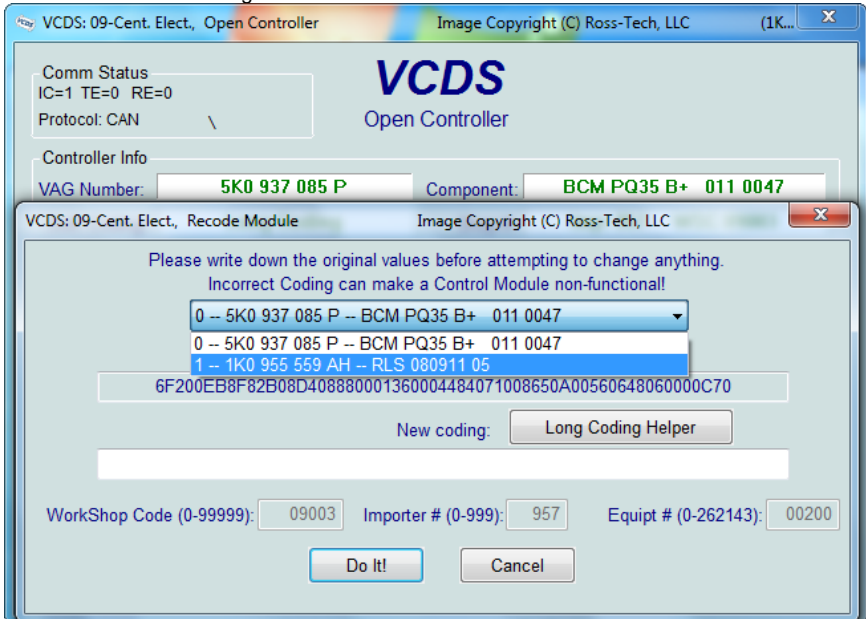 VCDS: 09-Cent. Elect., Open Controller Image Copyright (C) Ross-Tech, LLC (1K...
Comm Status
IC=1 TE=0 RE=0
Protocol: CAN \
VCDS
Open Controller
Controller Info
VAG Number: 5K0 937 085 P Component: BCM PQ35 B+ 011 0047
VCDS: 09-Cent. Elect., Recode Module Image Copyright (C) Ross-Tech, LLC
Please write down the original values before attempting to change anything.
Incorrect Coding can make a Control Module non-functional!
0 -- 5K0 937 085 P -- BCM PQ35 B+ 011 0047
0 -- 5K0 937 085 P -- BCM PQ35 B+ 011 0047
1 -- 1K0 955 559 AH -- RLS 080911 05
6F200EB8F82B08D408880001360004484071008650A00560648060000C70
New coding: Long Coding Helper
WorkShop Code (0-99999): 09003 Importer # (0-999): 957 Equipt # (0-262143): 00200
Do It! Cancel